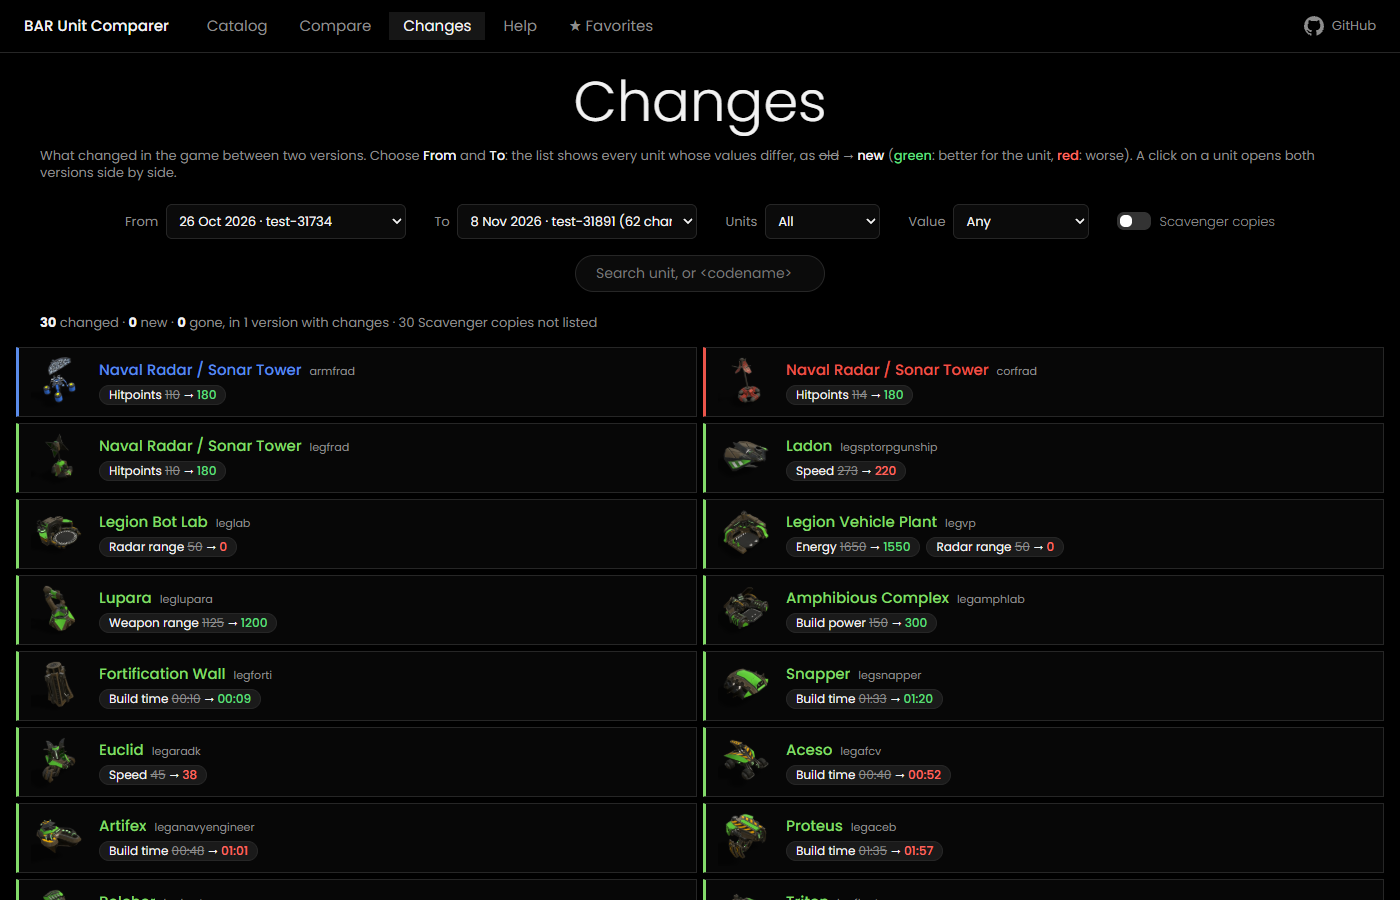 BAR Unit Comparer Catalog Compare Changes Help ★ Favorites GitHub
Changes
What changed in the game between two versions. Choose From and To: the list shows every unit whose values differ, as old → new (green: better for the unit, red: worse). A click on a unit opens both
versions side by side.
From 26 Oct 2026 · test-31734 To 8 Nov 2026 · test-31891 (62 char Units All Value Any Scavenger copies
Search unit, or <codename>
30 changed · 0 new · 0 gone, in 1 version with changes · 30 Scavenger copies not listed
Naval Radar / Sonar Tower armfrad
Hitpoints 110 → 180
Naval Radar / Sonar Tower corfrad
Hitpoints 114 → 180
Naval Radar / Sonar Tower legfrad
Hitpoints 110 → 180
Ladon legsptorpgunship
Speed 273 → 220
Legion Bot Lab leglab
Radar range 50 → 0
Legion Vehicle Plant legvp
Energy 1650 → 1550 Radar range 50 → 0
Lupara leglupara
Weapon range 1125 → 1200
Amphibious Complex legamphlab
Build power 150 → 300
Fortification Wall legforti
Build time 00:10 → 00:09
Snapper legsnapper
Build time 01:33 → 01:20
Euclid legaradk
Speed 45 → 38
Aceso legafcv
Build time 00:40 → 00:52
Artifex leganavyengineer
Build time 00:48 → 01:01
Proteus legaceb
Build time 01:35 → 01:57